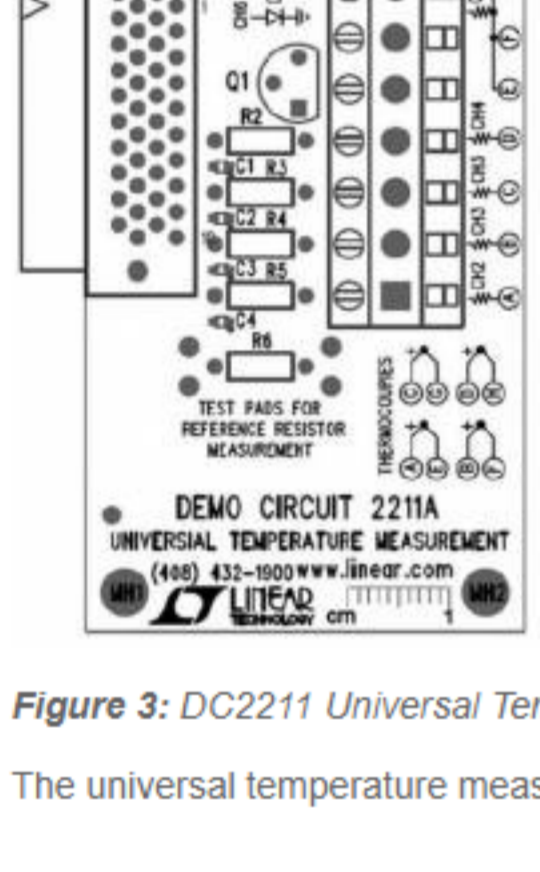 CH6
Q1
R2
CH4
F
E
D
C1 R3
CH3
C
C2 R4
CH3
B
C3 R5
CH2
A
C4
R6
THERMOCOUPLES
C G D H
A E B F
TEST PADS FOR
REFERENCE RESISTOR
MEASUREMENT
DEMO CIRCUIT 2211A
UNIVERSIAL TEMPERATURE MEASUREMENT
(408) 432-1900 www.linear.com
MH1
LINEAR
TECHNOLOGY
cm
1
MH2
Figure 3: DC2211 Universal Ter
The universal temperature meas